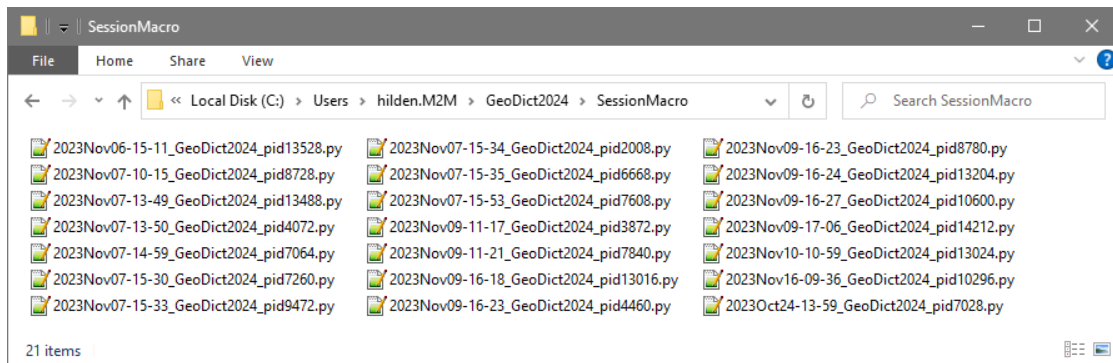 SessionMacro
File Home Share View
« Local Disk (C:) > Users > hilden.M2M > GeoDict2024 > SessionMacro Search SessionMacro
2023Nov06-15-11_GeoDict2024_pid13528.py 2023Nov07-15-34_GeoDict2024_pid2008.py 2023Nov09-16-23_GeoDict2024_pid8780.py
2023Nov07-10-15_GeoDict2024_pid8728.py 2023Nov07-15-35_GeoDict2024_pid6668.py 2023Nov09-16-24_GeoDict2024_pid13204.py
2023Nov07-13-49_GeoDict2024_pid13488.py 2023Nov07-15-53_GeoDict2024_pid7608.py 2023Nov09-16-27_GeoDict2024_pid10600.py
2023Nov07-13-50_GeoDict2024_pid4072.py 2023Nov09-11-17_GeoDict2024_pid3872.py 2023Nov09-17-06_GeoDict2024_pid14212.py
2023Nov07-14-59_GeoDict2024_pid7064.py 2023Nov09-11-21_GeoDict2024_pid7840.py 2023Nov10-10-59_GeoDict2024_pid13024.py
2023Nov07-15-30_GeoDict2024_pid7260.py 2023Nov09-16-18_GeoDict2024_pid13016.py 2023Nov16-09-36_GeoDict2024_pid10296.py
2023Nov07-15-33_GeoDict2024_pid9472.py 2023Nov09-16-23_GeoDict2024_pid4460.py 2023Oct24-13-59_GeoDict2024_pid7028.py
21 items